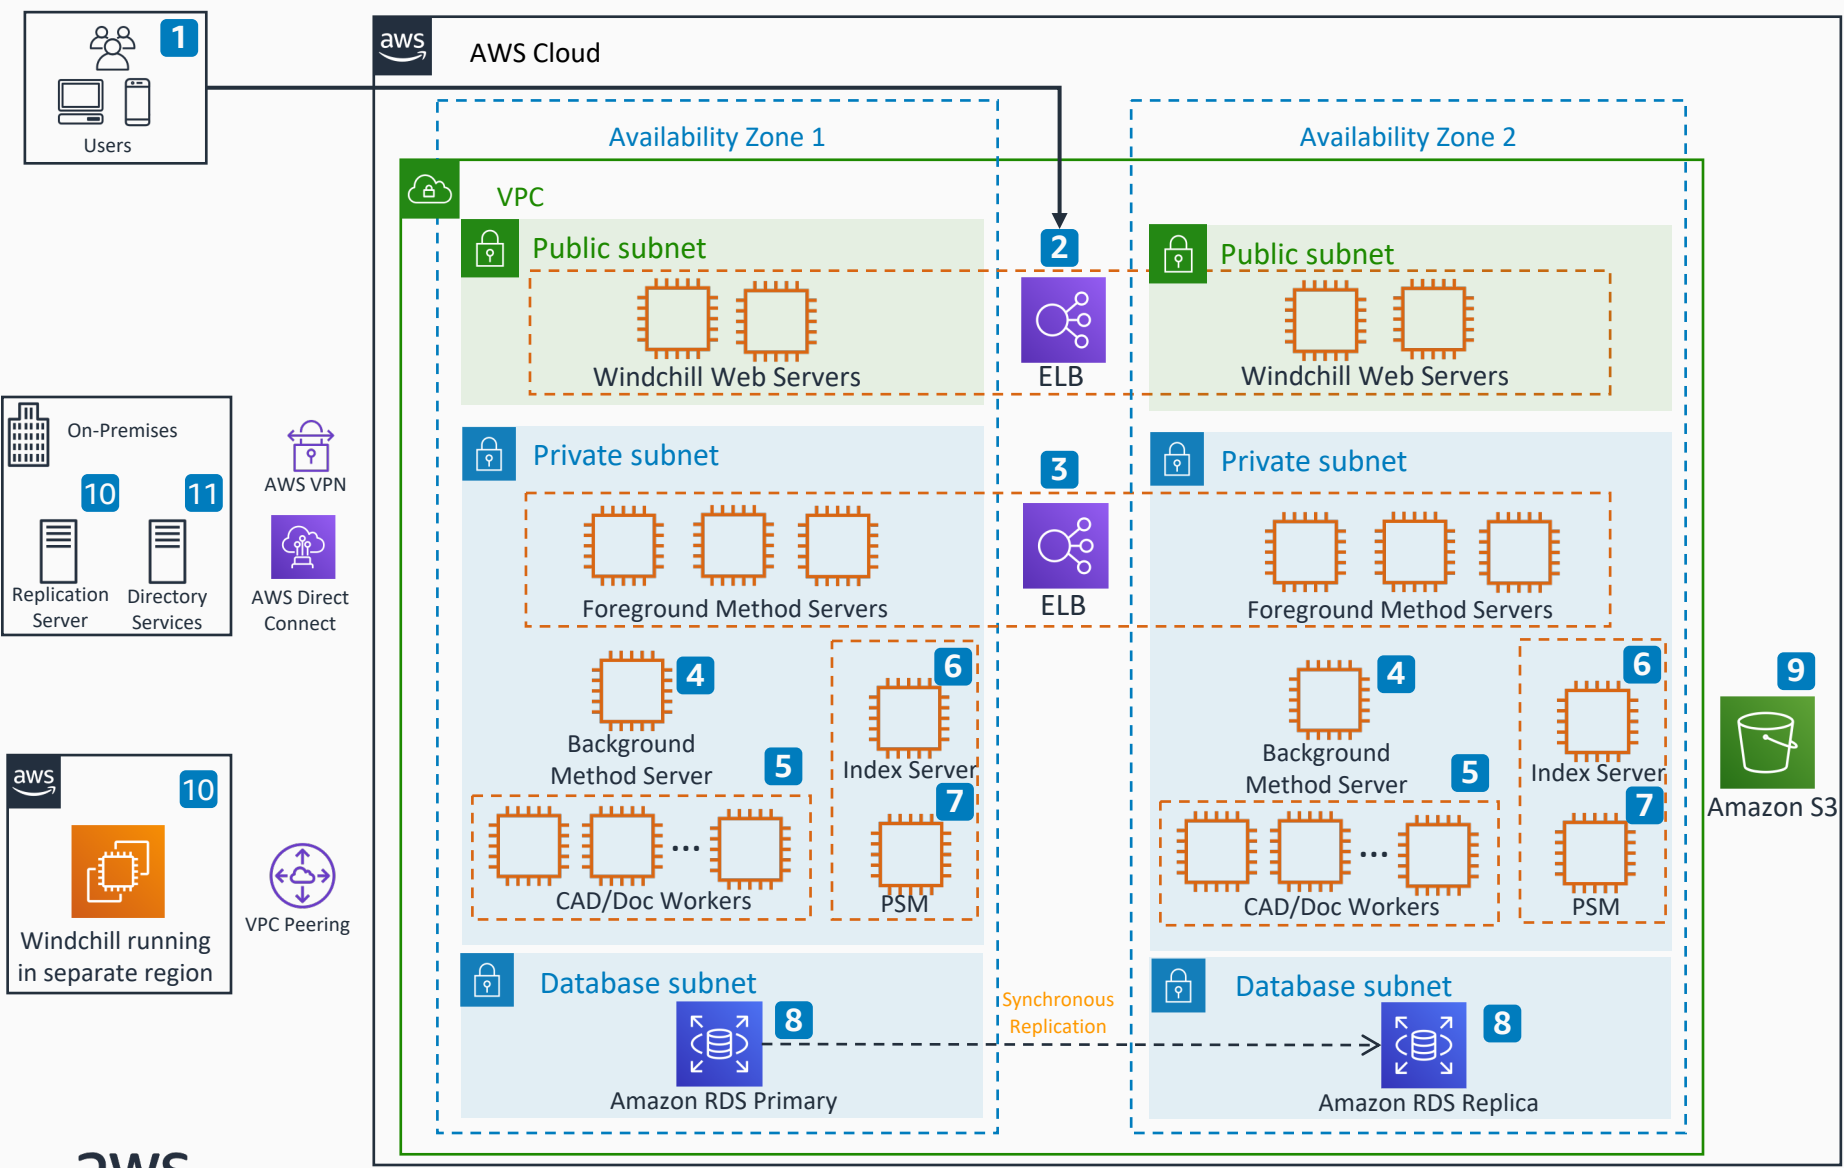 1
Users
aws
AWS Cloud
Availability Zone 1
Availability Zone 2
VPC
Public subnet
2
Public subnet
Windchill Web Servers
ELB
Windchill Web Servers
On-Premises
10
11
Replication
Server
Directory
Services
AWS VPN
AWS Direct
Connect
Private subnet
3
Private subnet
Foreground Method Servers
ELB
Foreground Method Servers
4
Background
Method Server
5
6
Index Server
7
CAD/Doc Workers
PSM
4
Background
Method Server
5
6
Index Server
7
CAD/Doc Workers
PSM
9
Amazon S3
aws
10
Windchill running
in separate region
VPC Peering
Database subnet
8
Amazon RDS Primary
Synchronous
Replication
Database subnet
8
Amazon RDS Replica
aws